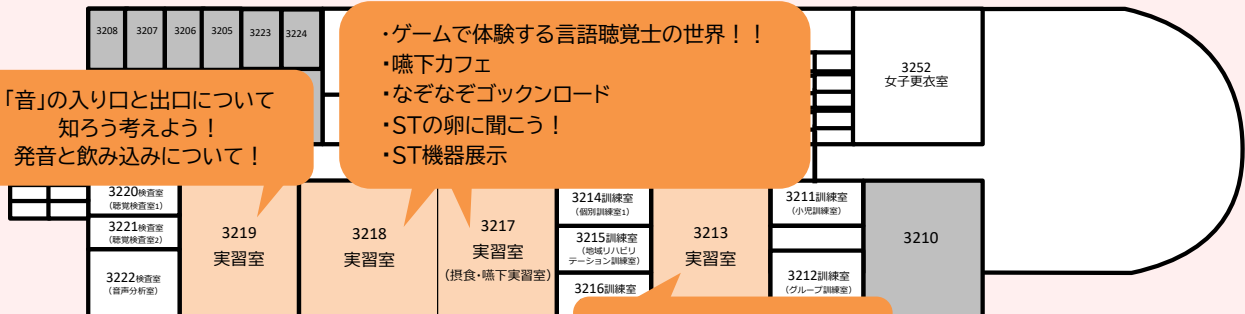 3208
3207
3206
3205
3223
3224
・ゲームで体験する言語聴覚士の世界！！
・嚥下カフェ
・なぞなぞゴックンロード
・STの卵に聞こう！
・ST機器展示
3252
女子更衣室
「音」の入り口と出口について
知ろう考えよう！
発音と飲み込みについて！
3220検査室
(聴覚検査室1)
3221検査室
(聴覚検査室2)
3222検査室
(音声分析室)
3219
実習室
3218
実習室
3217
実習室
(摂食・嚥下実習室)
3214訓練室
(個別訓練室1)
3215訓練室
(地域リハビリ
テーション訓練室)
3216訓練室
3213
実習室
3211訓練室
(小児訓練室)
3212訓練室
(グループ訓練室)
3210